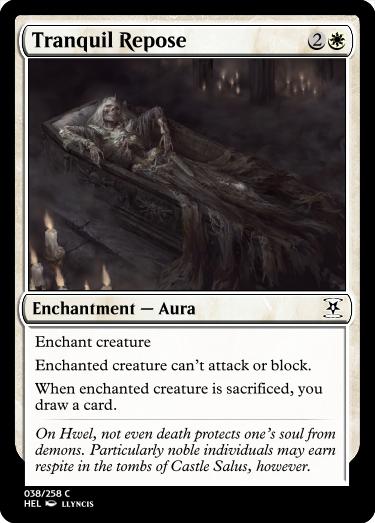 Tranquil Repose 2
Enchantment — Aura
Enchant creature
Enchanted creature can't attack or block.
When enchanted creature is sacrificed, you
draw a card.
On Hwel, not even death protects one's soul from
demons. Particularly noble individuals may earn
respite in the tombs of Castle Salus, however.
038/258 C
HEL LLYNCIS